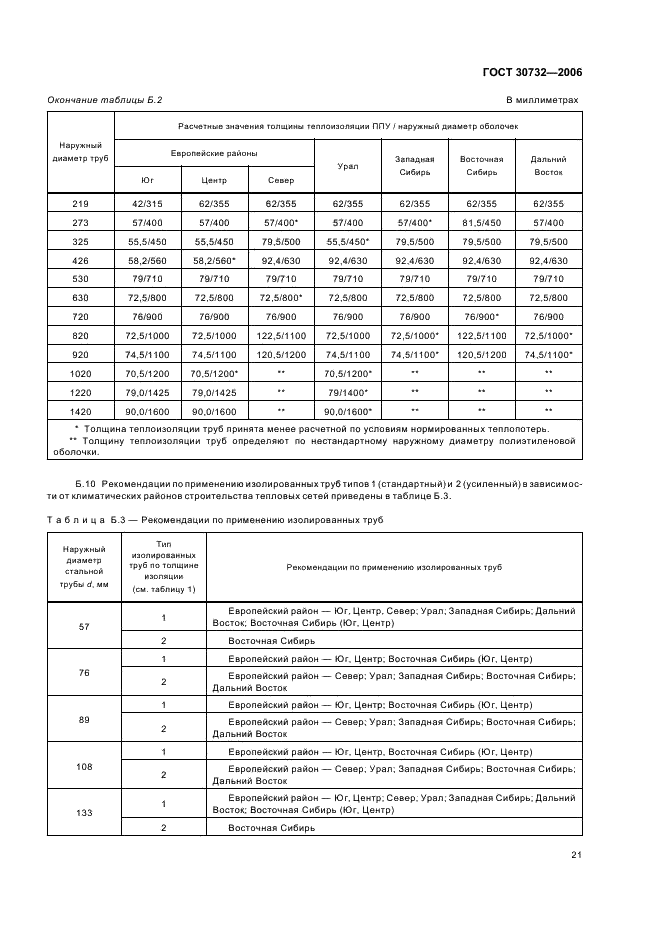 ГОСТ 30732—2006
Окончание таблицы Б.2
В миллиметрах
Наружный диаметр труб
Расчетные значения толщины теплоизоляции ППУ / наружный диаметр оболочек
Европейские районы
Урал
Западная Сибирь
Восточная Сибирь
Дальний Восток
Юг
Центр
Север
219 42/315 62/355 62/355 62/355 62/355 62/355 62/355
273 57/400 57/400 57/400* 57/400 57/400* 81,5/450 57/400
325 55,5/450 55,5/450 79,5/500 55,5/450* 79,5/500 79,5/500 79,5/500
426 58,2/560 58,2/560* 92,4/630 92,4/630 92,4/630 92,4/630 92,4/630
530 79/710 79/710 79/710 79/710 79/710 79/710 79/710
630 72,5/800 72,5/800 72,5/800* 72,5/800 72,5/800 72,5/800 72,5/800
720 76/900 76/900 76/900 76/900 76/900 76/900* 76/900
820 72,5/1000 72,5/1000 122,5/1100 72,5/1000 72,5/1000* 122,5/1100 72,5/1000*
920 74,5/1100 74,5/1100 120,5/1200 74,5/1100 74,5/1100* 120,5/1200 74,5/1100*
1020 70,5/1200 70,5/1200* ** 70,5/1200* ** ** **
1220 79,0/1425 79,0/1425 ** 79/1400* ** ** **
1420 90,0/1600 90,0/1600 ** 90,0/1600* ** ** **
* Толщина теплоизоляции труб принята менее расчетной по условиям нормированных теплопотерь.
** Толщину теплоизоляции труб определяют по нестандартному наружному диаметру полиэтиленовой
оболочки.
Б.10 Рекомендации по применению изолированных труб типов 1 (стандартный) и 2 (усиленный) в зависимос-
ти от климатических районов строительства тепловых сетей приведены в таблице Б.3.
Таблица Б.3 — Рекомендации по применению изолированных труб
Наружный
диаметр
стальной
трубы d, мм
Тип
изолированных
труб по толщине
изоляции
(см. таблицу 1)
Рекомендации по применению изолированных труб
57
1
Европейский район — Юг, Центр, Север; Урал; Западная Сибирь; Дальний
Восток; Восточная Сибирь (Юг, Центр)
2
Восточная Сибирь
76
1
Европейский район — Юг, Центр; Восточная Сибирь (Юг, Центр)
2
Европейский район — Север; Урал; Западная Сибирь; Восточная Сибирь;
Дальний Восток
89
1
Европейский район — Юг, Центр; Восточная Сибирь (Юг, Центр)
2
Европейский район — Север; Урал; Западная Сибирь; Восточная Сибирь;
Дальний Восток
108
1
Европейский район — Юг, Центр, Восточная Сибирь (Юг, Центр)
2
Европейский район — Север; Урал; Западная Сибирь; Восточная Сибирь;
Дальний Восток
133
1
Европейский район — Юг, Центр; Север; Урал; Западная Сибирь; Дальний
Восток; Восточная Сибирь (Юг, Центр)
2
Восточная Сибирь
21